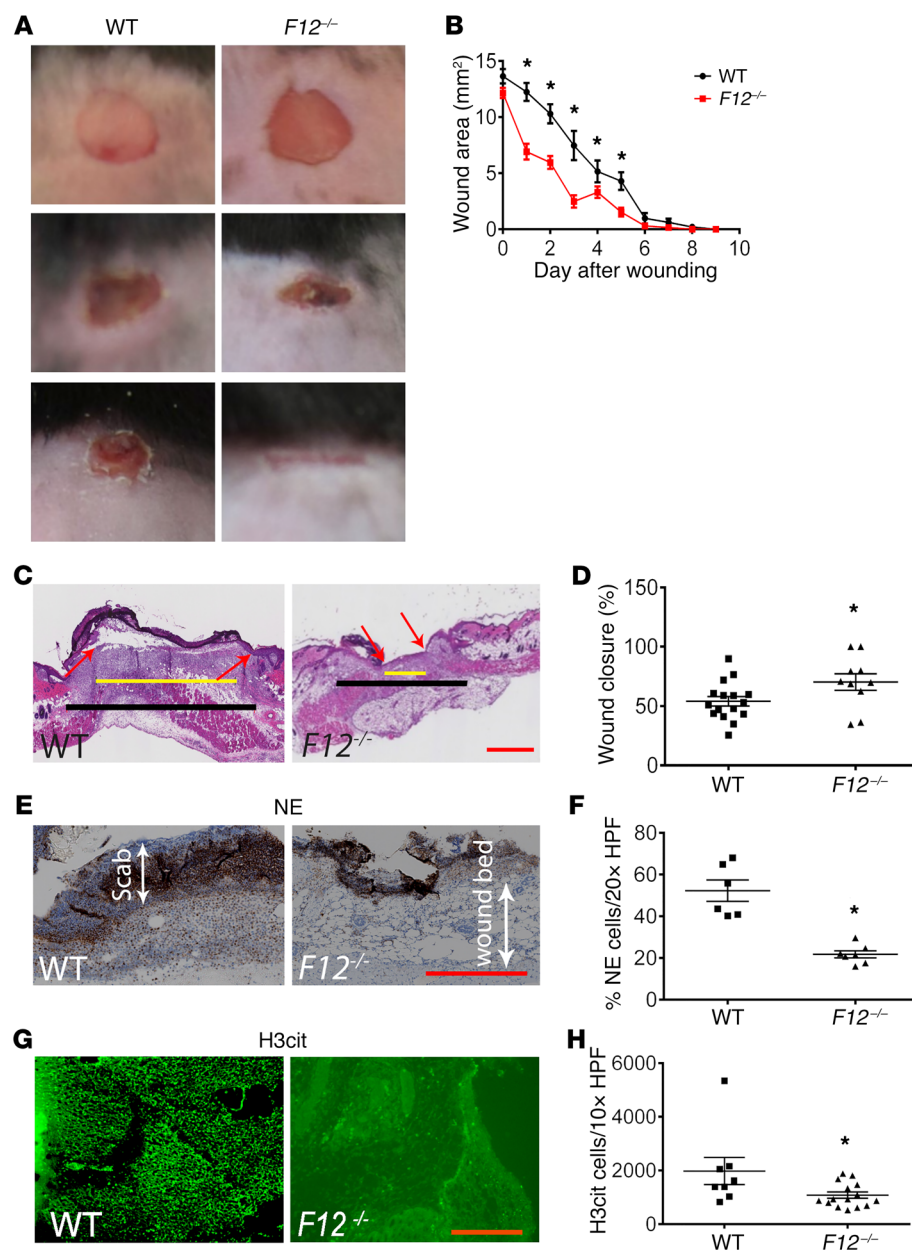 A
WT
F12⁻/⁻
B
Wound area (mm²)
15
10
5
0
* * * * *
WT
F12⁻/⁻
0 2 4 6 8 10
Day after wounding
C
WT
F12⁻/⁻
D
Wound closure (%)
150
100
50
0
*
WT F12⁻/⁻
E
NE
Scab
WT
wound bed
F12⁻/⁻
F
% NE cells/20× HPF
80
60
40
20
0
*
WT F12⁻/⁻
G
H3cit
WT
F12 ⁻/⁻
H
H3cit cells/10× HPF
6000
4000
2000
0
*
WT F12⁻/⁻